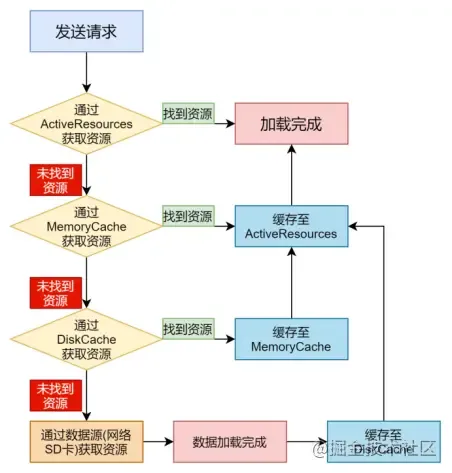 发送请求
通过
ActiveResources
获取资源
找到资源
加载完成
未找到
资源
通过
MemoryCache
获取资源
找到资源
缓存至
ActiveResources
未找到
资源
通过
DiskCache
获取资源
找到资源
缓存至
MemoryCache
未找到
资源
通过数据源(网络
SD卡)获取资源
数据加载完成
缓存至
DiskCacher
@掘金技术社区